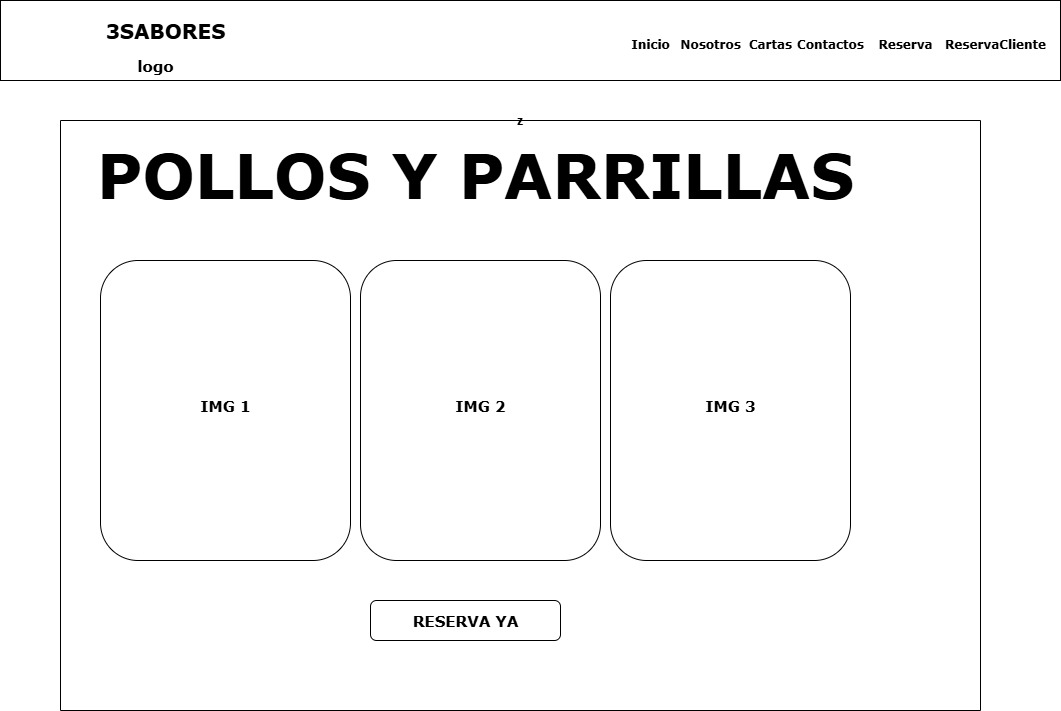 3SABORES
logo
Inicio Nosotros Cartas Contactos Reserva ReservaCliente
z
POLLOS Y PARRILLAS
IMG 1
IMG 2
IMG 3
RESERVA YA